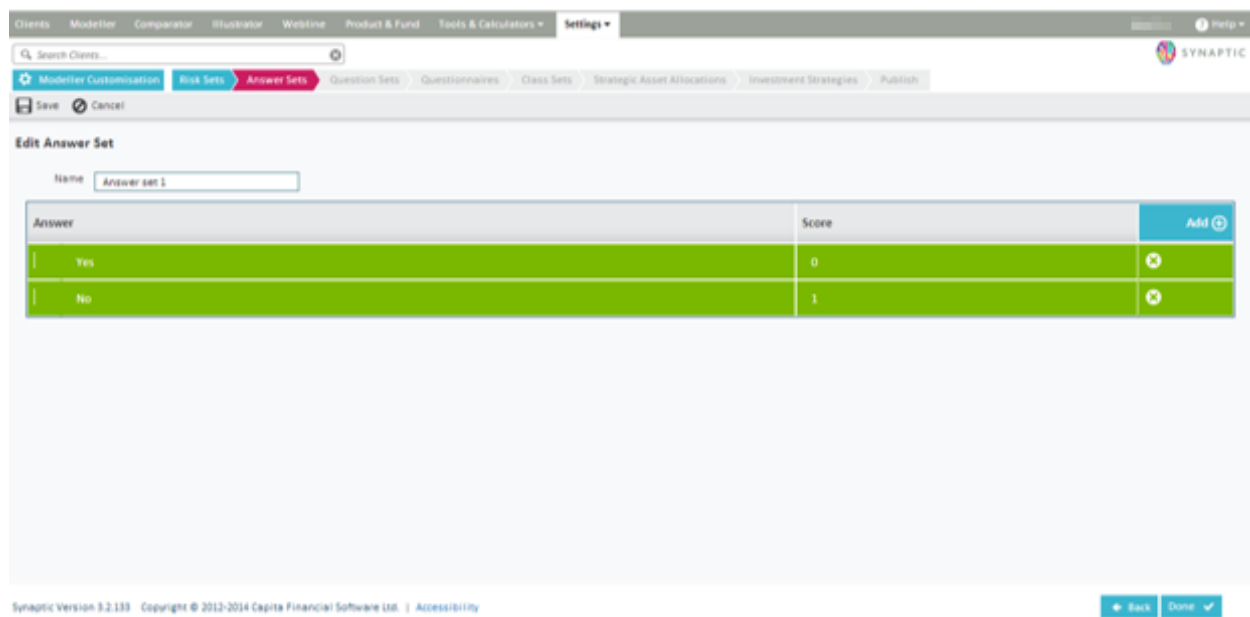 Clients Modeller Comparator Illustrator Webline Product & Fund Tools & Calculators Settings Help
Search Clients... SYNAPTIC
Modeller Customisation Risk Sets Answer Sets Question Sets Questionnaires Class Sets Strategic Asset Allocations Investment Strategies Publish
Save Cancel
Edit Answer Set
Name Answer set 1
Answer Score Add
Yes 0
No 1
Synaptic Version 3.2.133 Copyright © 2012-2014 Capita Financial Software Ltd. | Accessibility Back Done